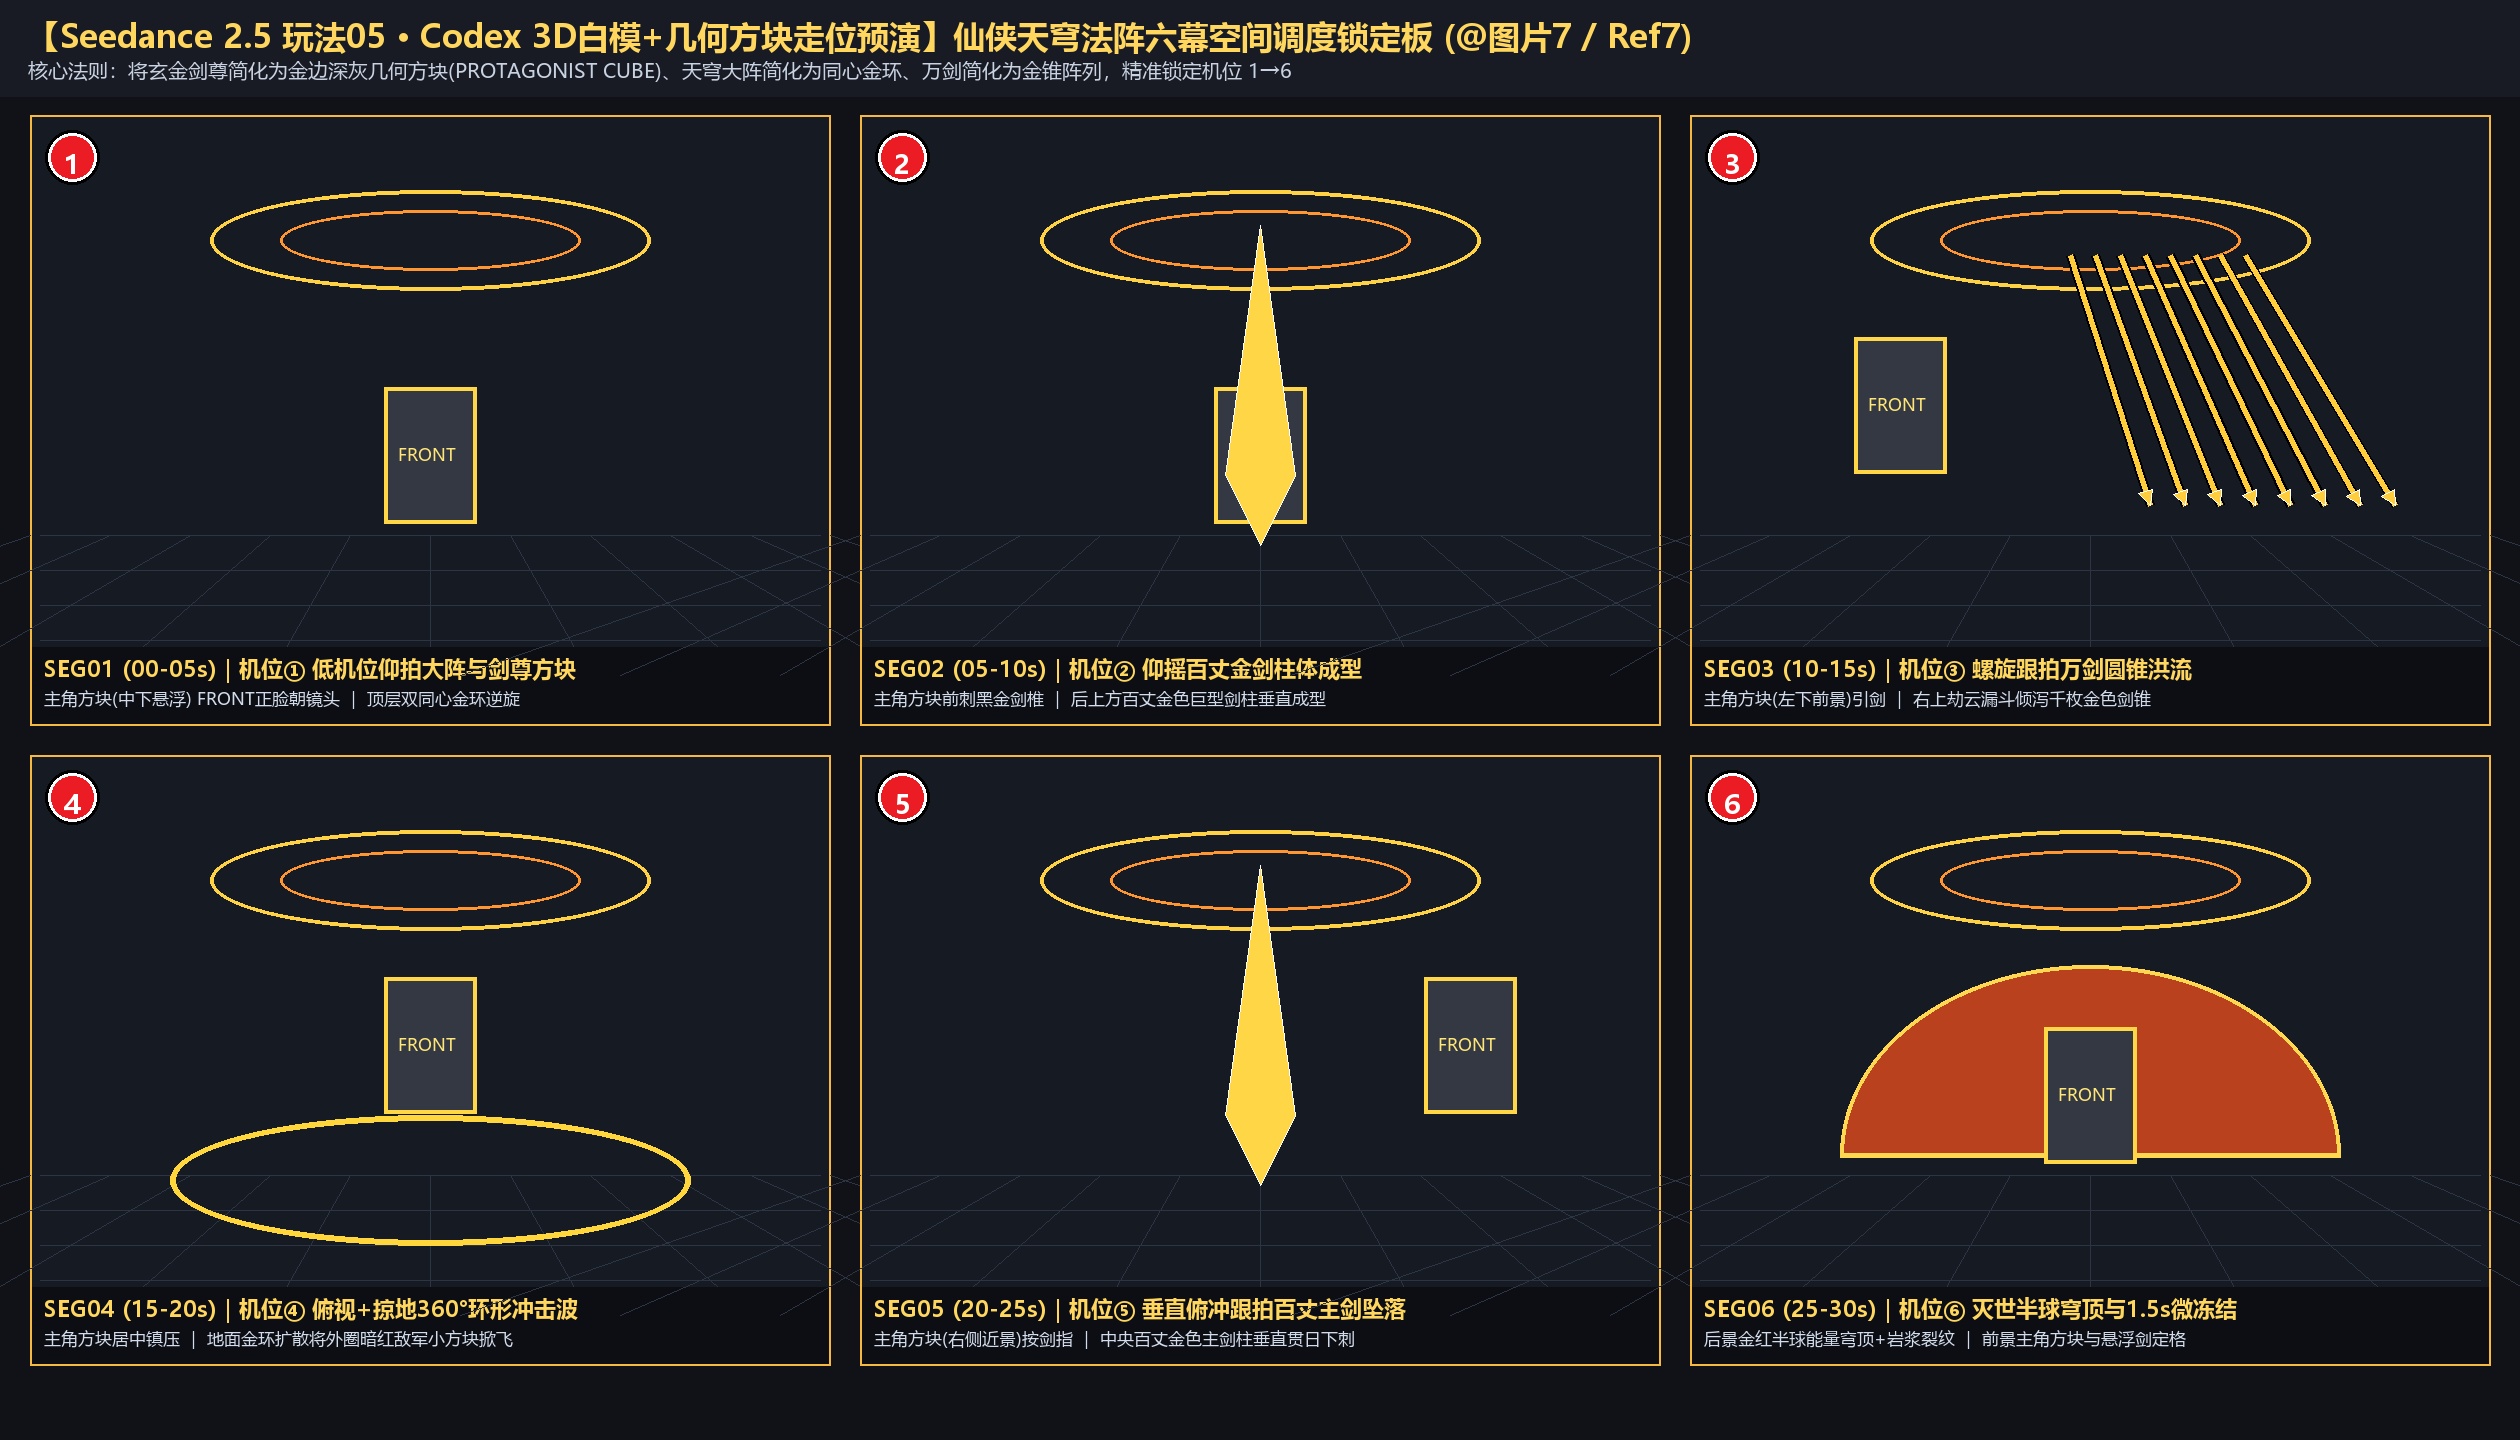 【Seedance 2.5 玩法05 • Codex 3D白模+几何方块走位预演】仙侠天穹法阵六幕空间调度锁定板 (@图片7 / Ref7)
核心法则：将玄金剑尊简化为金边深灰几何方块(PROTAGONIST CUBE)、天穹大阵简化为同心金环、万剑简化为金锥阵列，精准锁定机位 1→6
1
FRONT
SEG01 (00-05s) | 机位① 低机位仰拍大阵与剑尊方块
主角方块(中下悬浮) FRONT正脸朝镜头 | 顶层双同心金环逆旋
2
SEG02 (05-10s) | 机位② 仰摇百丈金剑柱体成型
主角方块前刺黑金剑椎 | 后上方百丈金色巨型剑柱垂直成型
3
FRONT
SEG03 (10-15s) | 机位③ 螺旋跟拍万剑圆锥洪流
主角方块(左下前景)引剑 | 右上劫云漏斗倾泻千枚金色剑锥
4
FRONT
SEG04 (15-20s) | 机位④ 俯视+掠地360°环形冲击波
主角方块居中镇压 | 地面金环扩散将外圈暗红敌军小方块掀飞
5
FRONT
SEG05 (20-25s) | 机位⑤ 垂直俯冲跟拍百丈主剑坠落
主角方块(右侧近景)按剑指 | 中央百丈金色主剑柱垂直贯日下刺
6
FRONT
SEG06 (25-30s) | 机位⑥ 灭世半球穹顶与1.5s微冻结
后景金红半球能量穹顶+岩浆裂纹 | 前景主角方块与悬浮剑定格